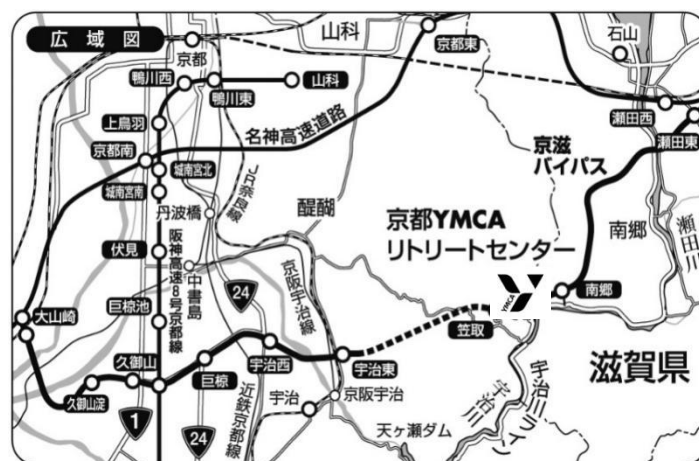 広域図
山科
京都東
石山
京都
鴨川西
鴨川東
山科
瀬田西
上鳥羽
名神高速道路
瀬田東
京都南
城南宮北
京滋
バイパス
JR奈良線
城南宮南
丹波橋
醍醐
京都YMCA
リトリートセンター
南郷
瀬田川
伏見
阪神高速8号京都線
中書島
24
京阪宇治線
YMCA
南郷
大山崎
巨椋池
笠取
宇治西
宇治東
滋賀県
久御山
巨椋
久御山淀
1
24
近鉄京都線
宇治
京阪宇治
宇治川
宇治川ライン
天ヶ瀬ダム